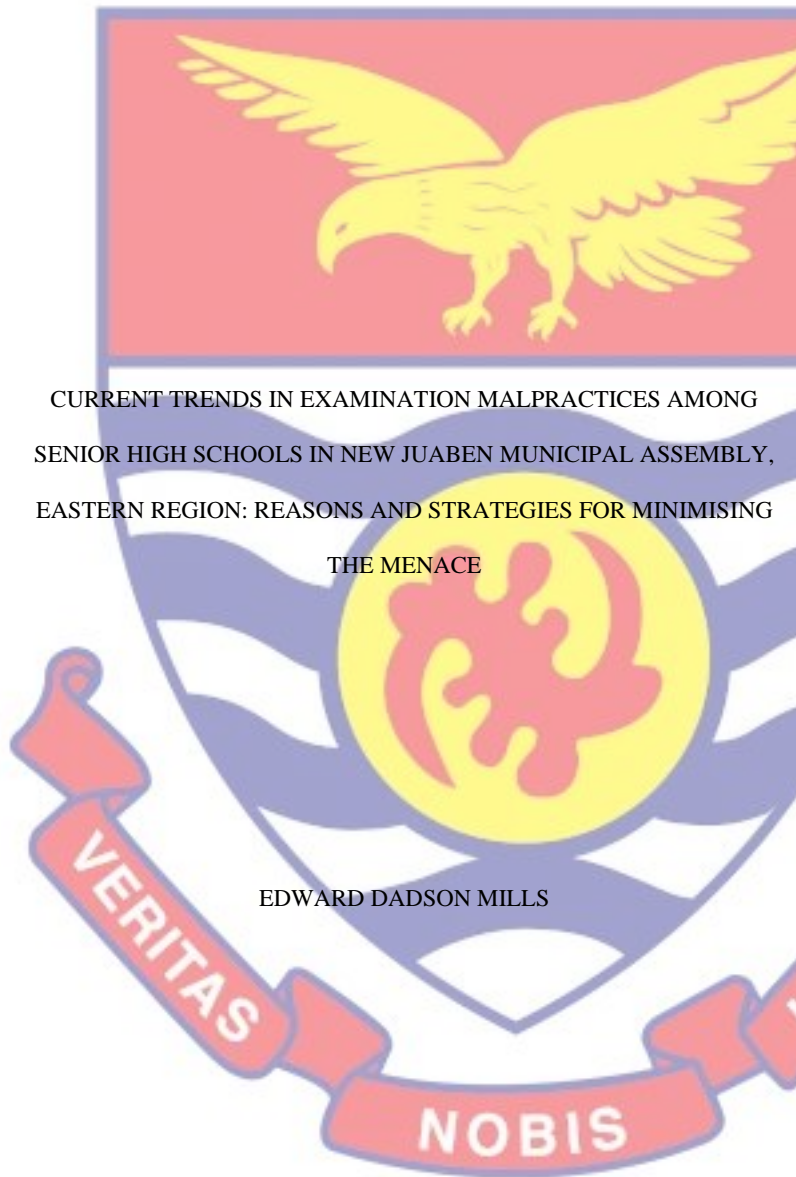 CURRENT TRENDS IN EXAMINATION MALPRACTICES AMONG
SENIOR HIGH SCHOOLS IN NEW JUABEN MUNICIPAL ASSEMBLY,
EASTERN REGION: REASONS AND STRATEGIES FOR MINIMISING
THE MENACE
EDWARD DADSON MILLS
VERITAS
NOBIS